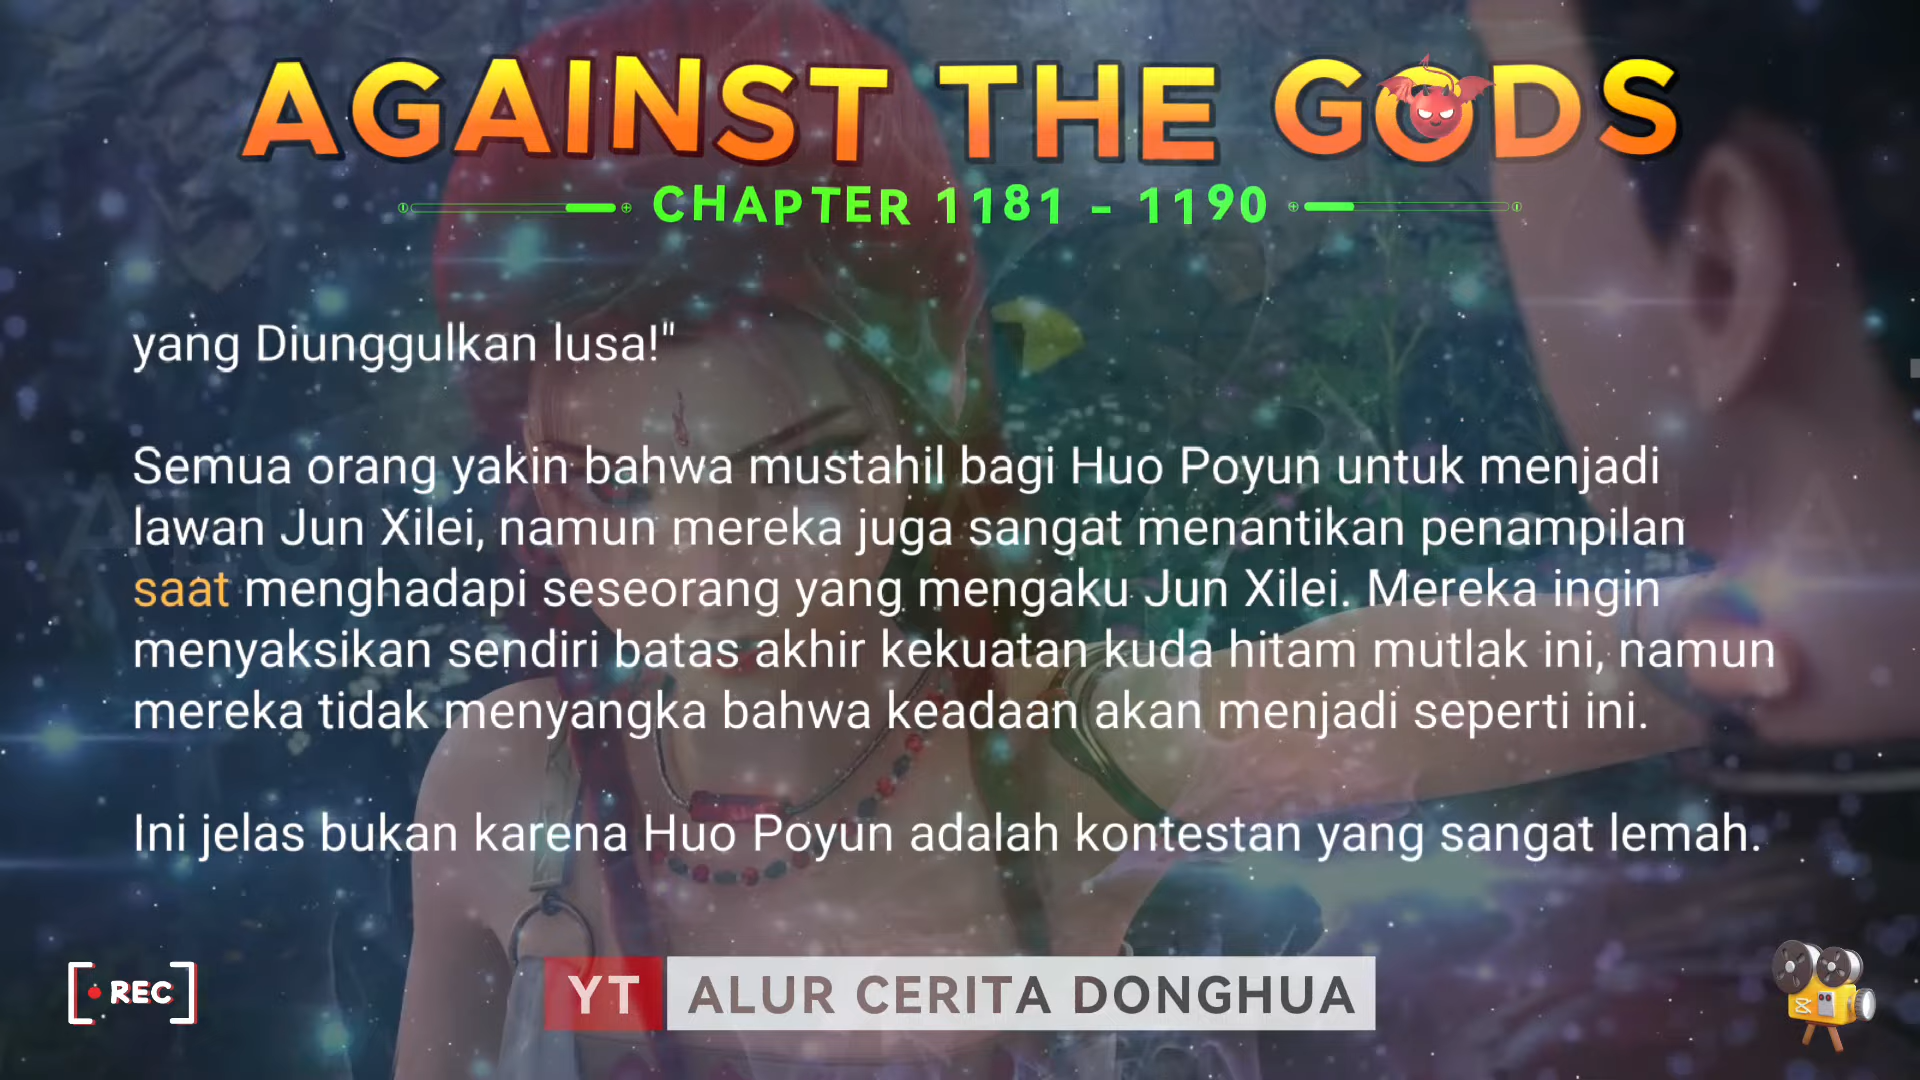 AGAINST THE GODS
CHAPTER 1181 - 1190
yang Diunggulkan lusa!"
Semua orang yakin bahwa mustahil bagi Huo Poyun untuk menjadi
lawan Jun Xilei, namun mereka juga sangat menantikan penampilan
saat menghadapi seseorang yang mengaku Jun Xilei. Mereka ingin
menyaksikan sendiri batas akhir kekuatan kuda hitam mutlak ini, namun
mereka tidak menyangka bahwa keadaan akan menjadi seperti ini.
Ini jelas bukan karena Huo Poyun adalah kontestan yang sangat lemah.
REC
YT ALUR CERITA DONGHUA